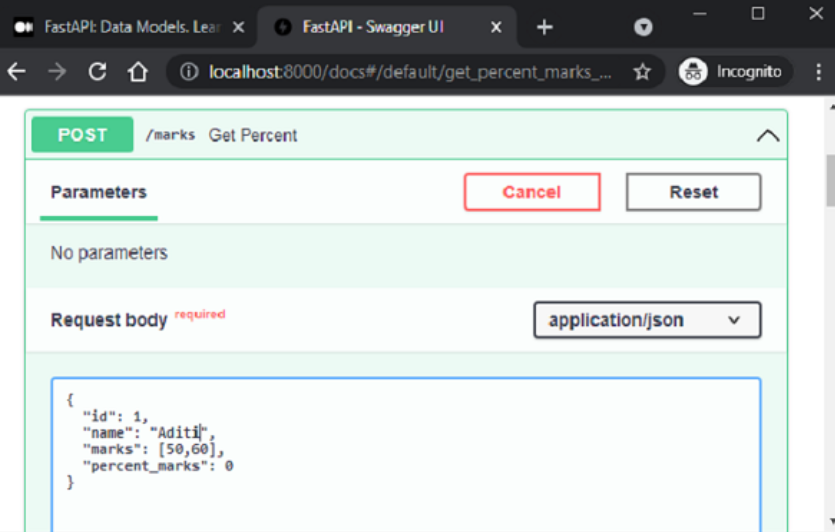 FastAPI: Data Models. Lear
FastAPI - Swagger UI
localhost:8000/docs#/default/get_percent_marks_...
Incognito
POST /marks Get Percent
Parameters
Cancel
Reset
No parameters
Request body required
application/json
{
"id": 1,
"name": "Aditi",
"marks": [50,60],
"percent_marks": 0
}